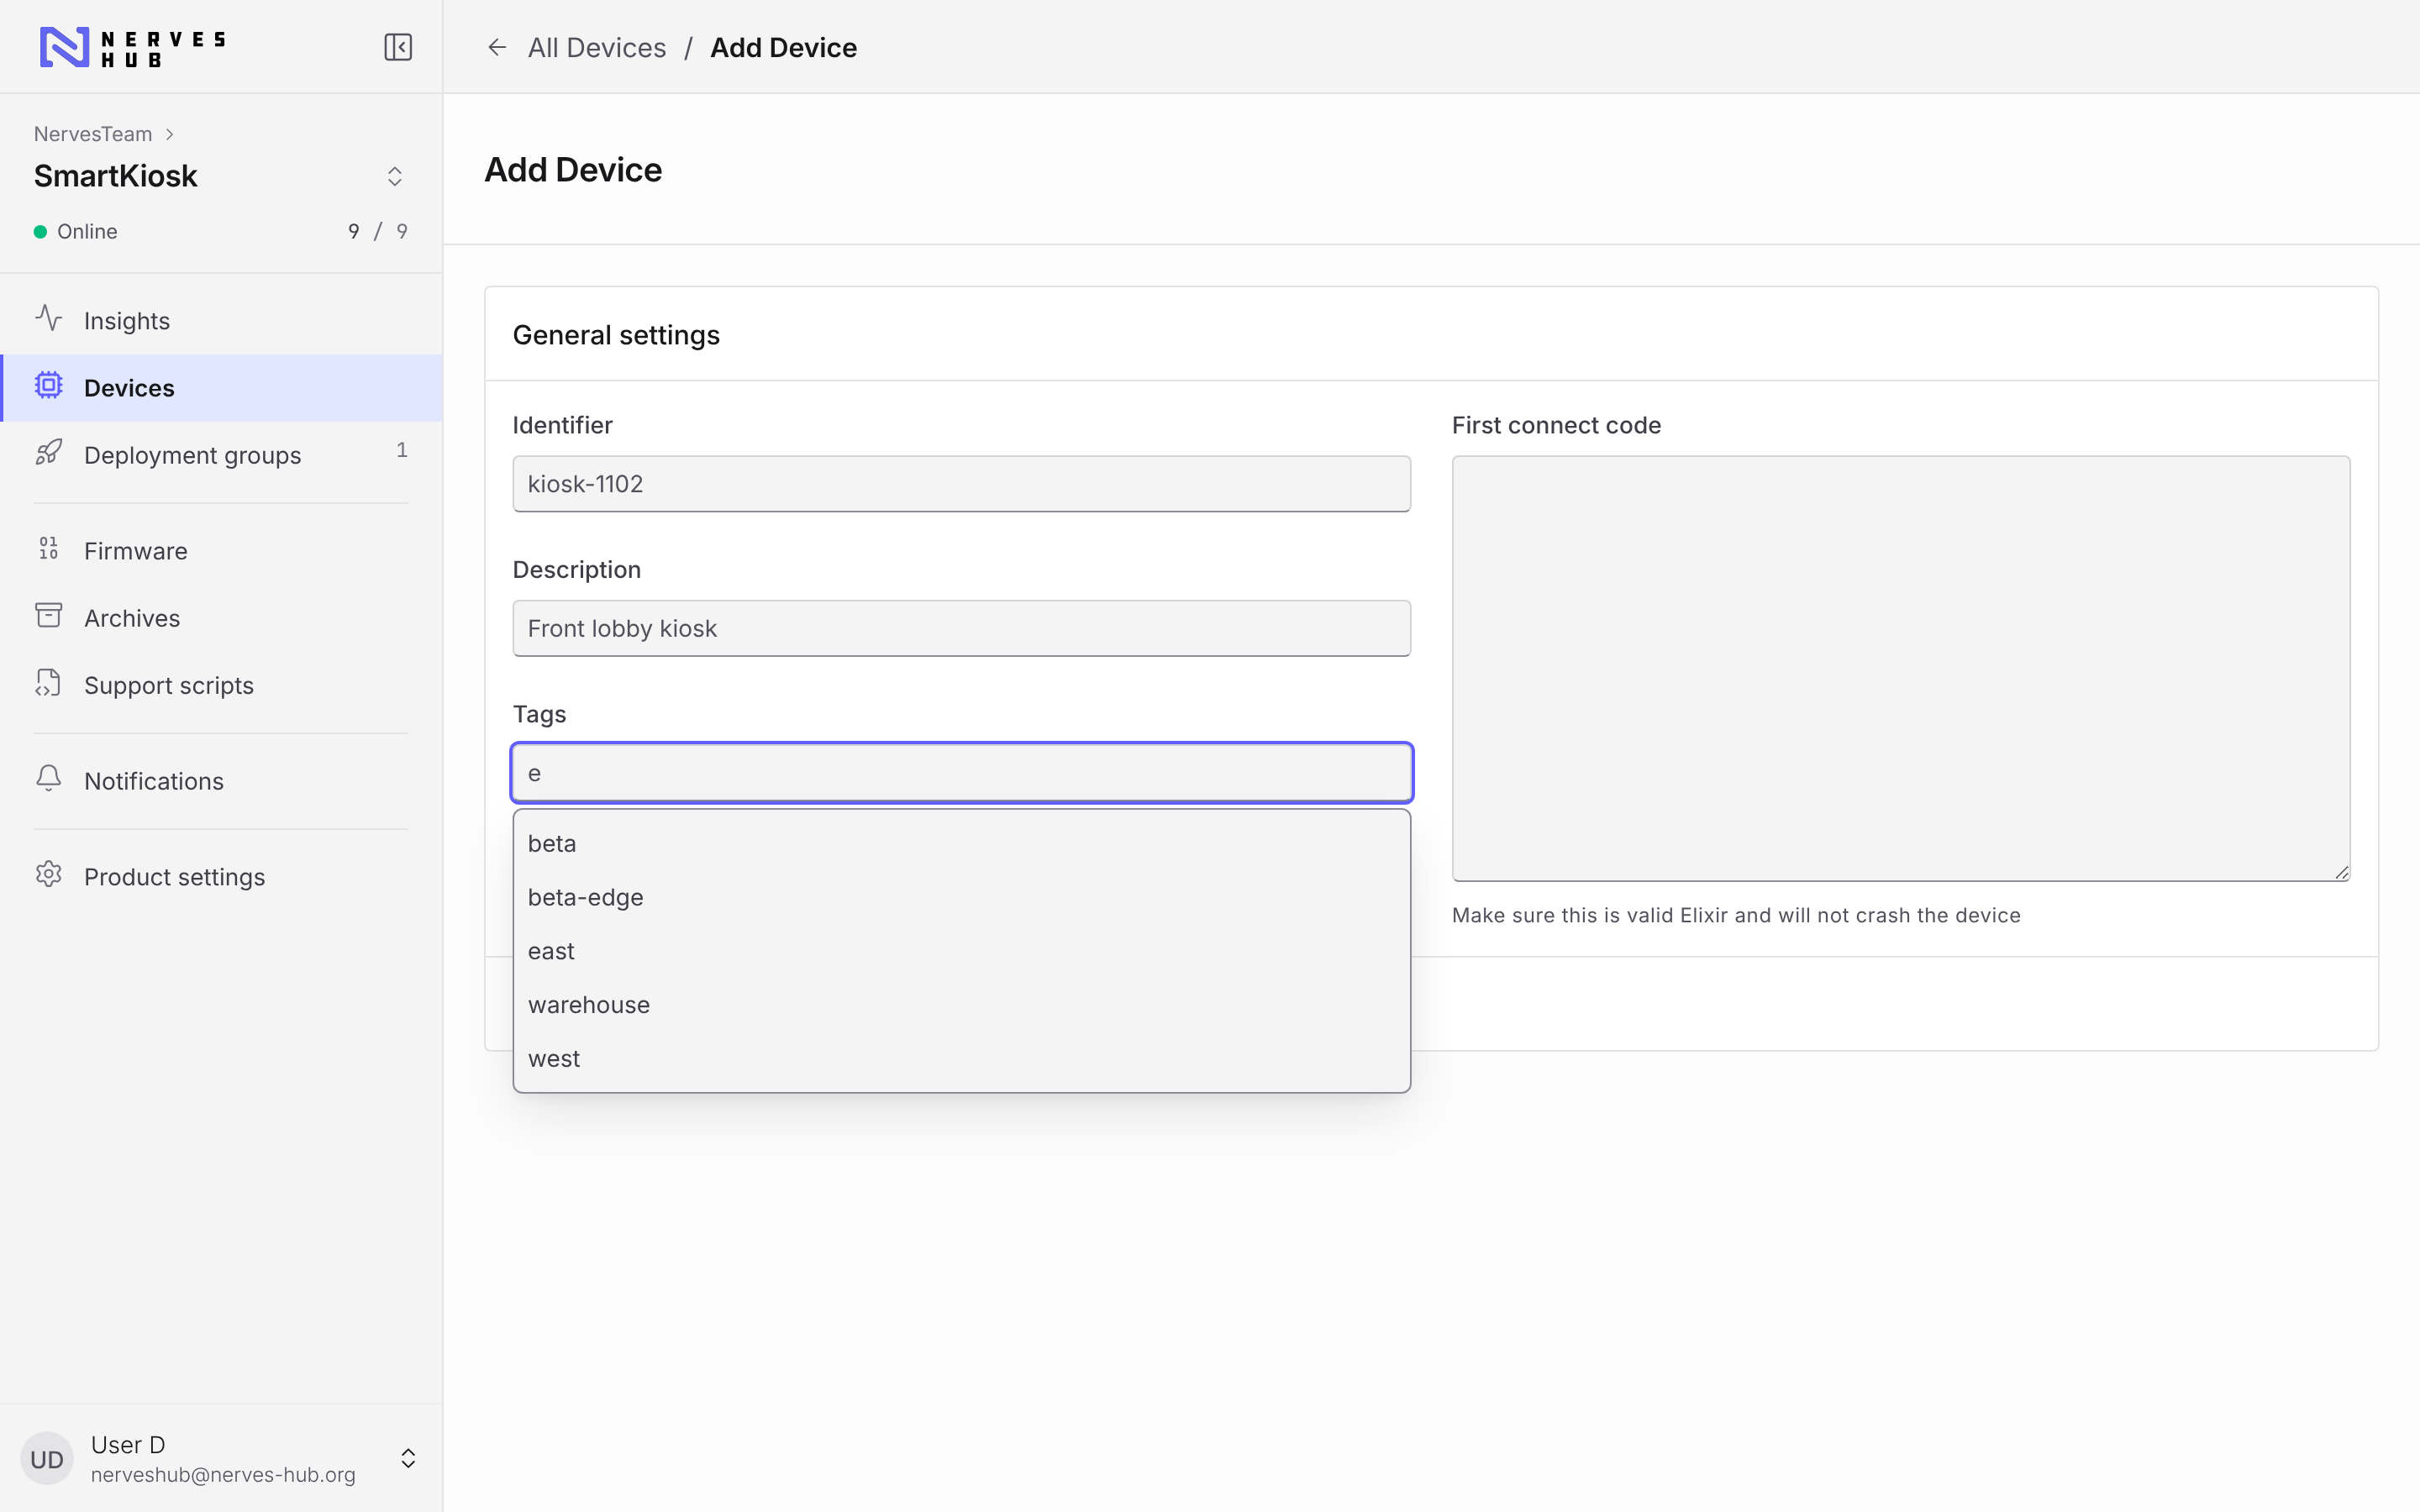 NERVES
HUB
All Devices / Add Device
NervesTeam
SmartKiosk
Online 9 / 9
Insights
Devices
Deployment groups 1
Firmware
Archives
Support scripts
Notifications
Product settings
User D
UD
nerveshub@nerves-hub.org
Add Device
General settings
Identifier
kiosk-1102
Description
Front lobby kiosk
Tags
e
beta
beta-edge
east
warehouse
west
First connect code
Make sure this is valid Elixir and will not crash the device